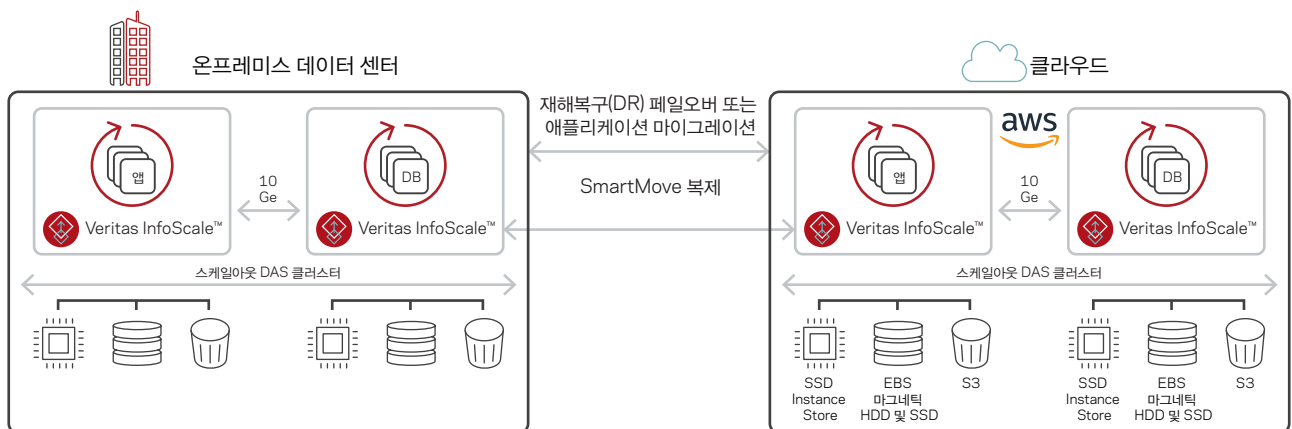 온프레미스 데이터 센터
클라우드
재해복구(DR) 페일오버 또는
애플리케이션 마이그레이션
SmartMove 복제
앱
Veritas InfoScale™
10
Ge
DB
Veritas InfoScale™
스케일아웃 DAS 클러스터
aws
앱
Veritas InfoScale™
10
Ge
DB
Veritas InfoScale™
스케일아웃 DAS 클러스터
SSD
Instance
Store
EBS
마그네틱
HDD 및 SSD
S3
SSD
Instance
Store
EBS
마그네틱
HDD 및 SSD
S3